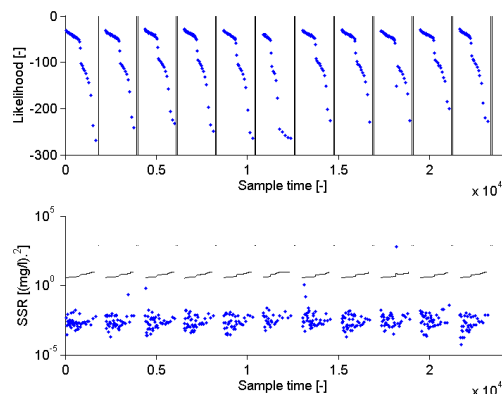 0
-100
-200
-300
Likelihood [-]
0 0.5 1 1.5 2
Sample time [-]
x 10^4
10^5
10^0
10^-5
SSR [(mg/l).^2]
0 0.5 1 1.5 2
Sample time [-]
x 10^4